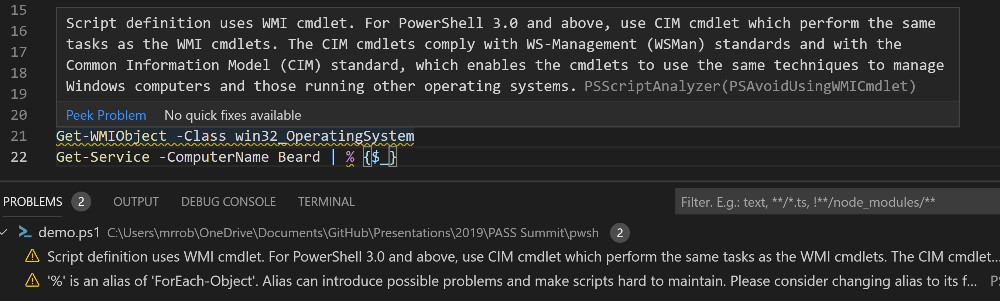 15
Script definition uses WMI cmdlet. For PowerShell 3.0 and above, use CIM cmdlet which perform the same
16
tasks as the WMI cmdlets. The CIM cmdlets comply with WS-Management (WSMan) standards and with the
17
Common Information Model (CIM) standard, which enables the cmdlets to use the same techniques to manage
18
Windows computers and those running other operating systems. PSScriptAnalyzer(PSAvoidUsingWMICmdlet)
19
20 Peek Problem No quick fixes available
21 Get-WMIObject -Class win32_OperatingSystem
22 Get-Service -ComputerName Beard | % {$_}
PROBLEMS 2 OUTPUT DEBUG CONSOLE TERMINAL Filter. E.g.: text, **/*.ts, !**/node_modules/**
demo.ps1 C:\Users\mrrob\OneDrive\Documents\GitHub\Presentations\2019\PASS Summit\pwsh 2
Script definition uses WMI cmdlet. For PowerShell 3.0 and above, use CIM cmdlet which perform the same tasks as the WMI cmdlets. The CIM cmdlet...
'%' is an alias of 'ForEach-Object'. Alias can introduce possible problems and make scripts hard to maintain. Please consider changing alias to its f... PS